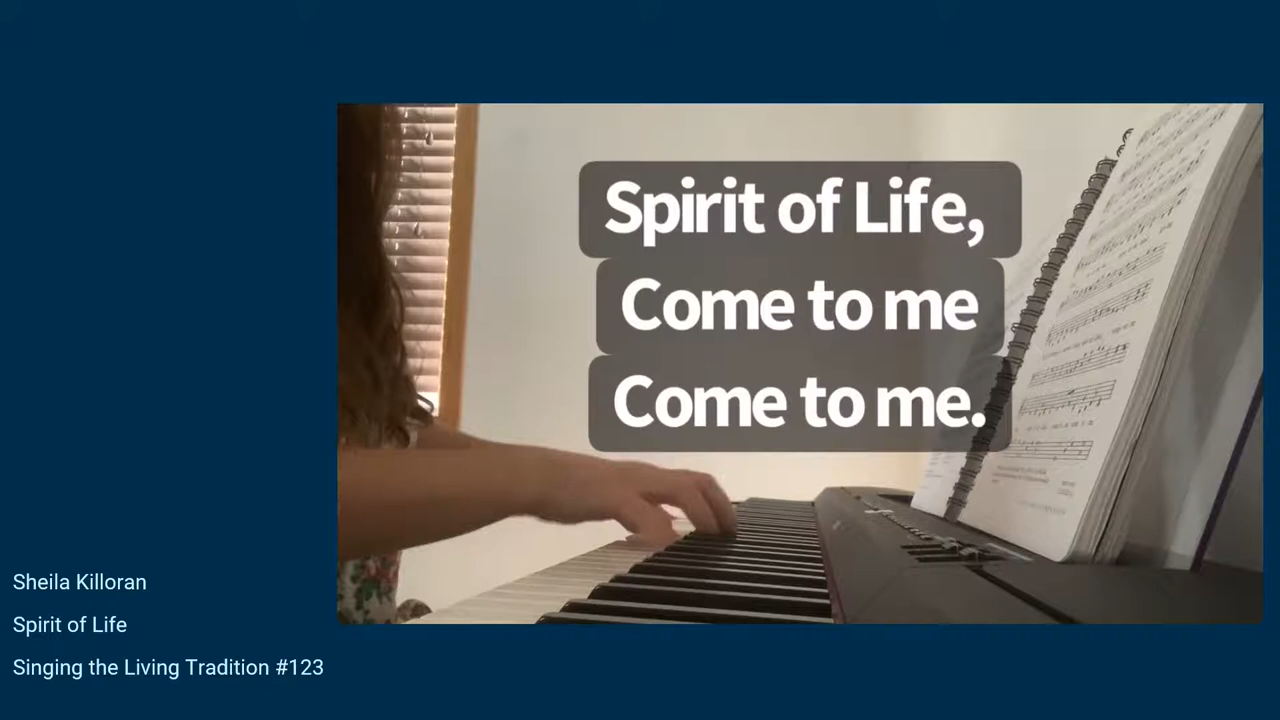 Spirit of Life,
Come to me
Come to me.
Sheila Killoran
Spirit of Life
Singing the Living Tradition #123